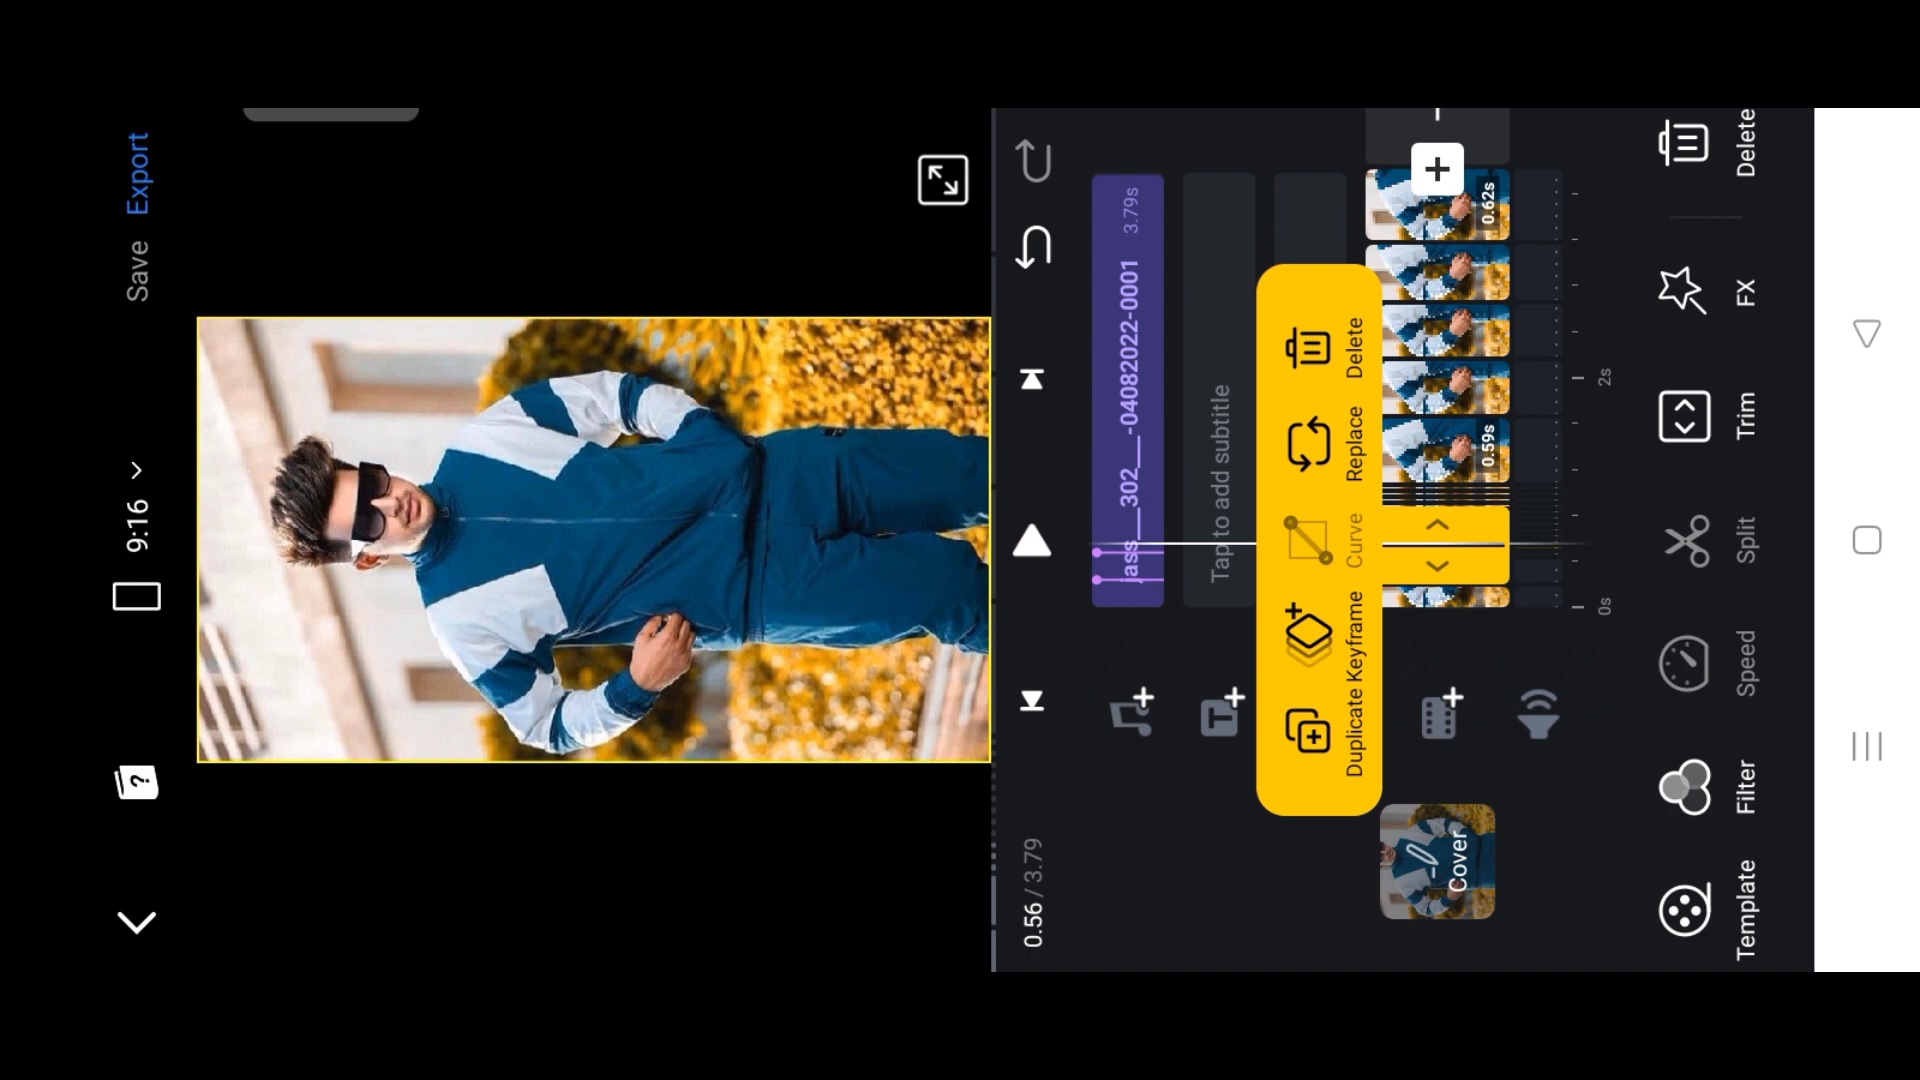 9:16
Save
Export
0.56 / 3.79
jass__302__-04082022-0001
3.79s
Tap to add subtitle
Duplicate Keyframe Curve Replace Delete
Cover
0.59s
0.62s
0s
2s
Template Filter Speed Split Trim FX Delete